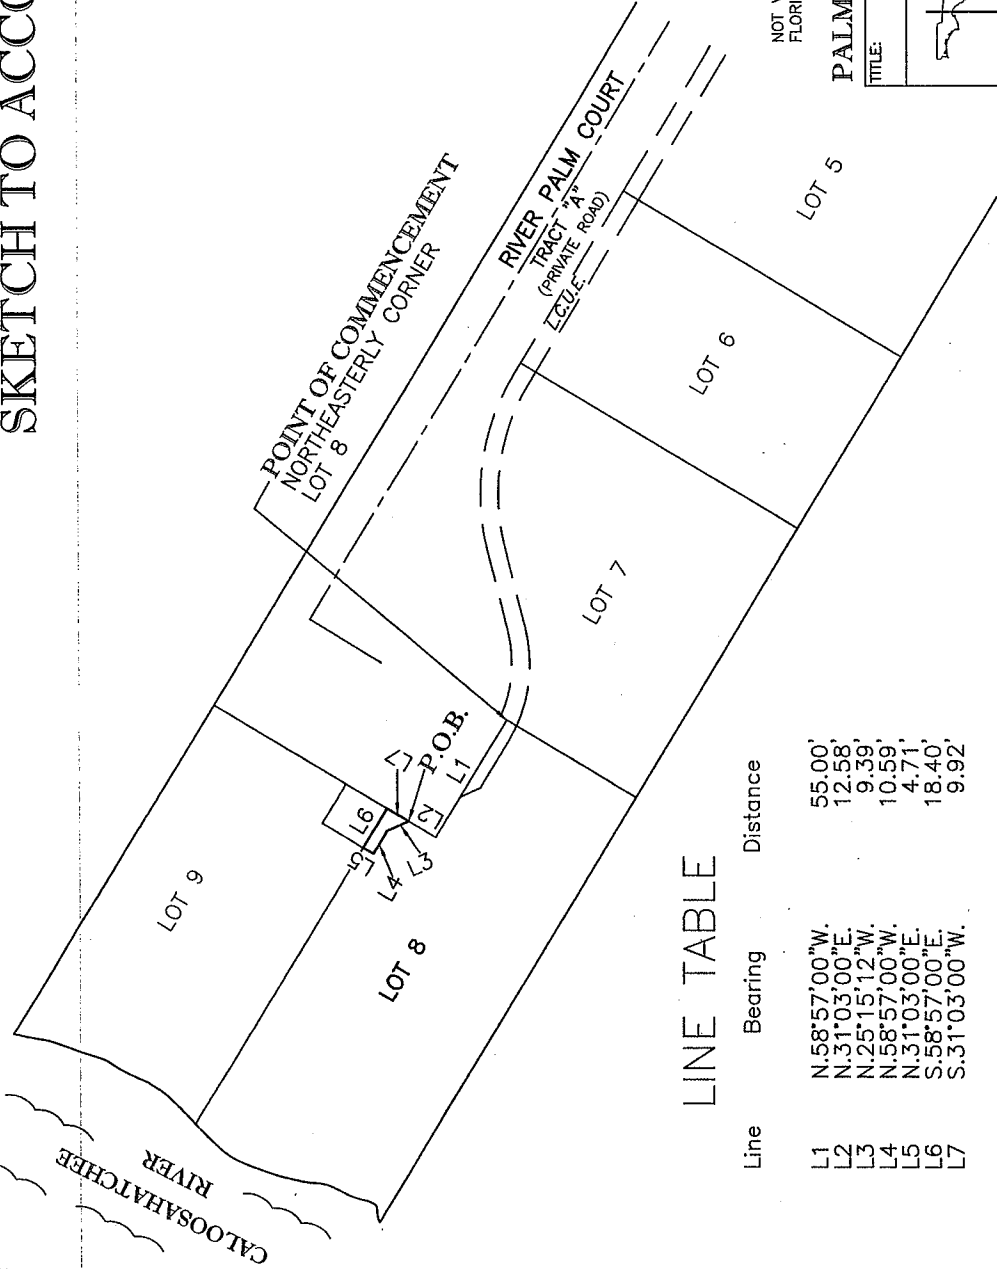 SKETCH TO ACCO
NOT V
FLORI
PALM
TITLE:
POINT OF COMMENCEMENT
NORTHEASTERLY CORNER
LOT 8
RIVER PALM COURT
TRACT "A"
(PRIVATE ROAD)
L.C.U.E.
LOT 5
LOT 6
LOT 7
LOT 9
LOT 8
P.O.B.
L1
L2
L3
L4
L5
L6
L7
CALOOSAHATCHEE
RIVER
LINE TABLE
Line Bearing Distance
L1 N.58°57'00"W. 55.00'
L2 N.31°03'00"E. 12.58'
L3 N.25°15'12"W. 9.39'
L4 N.58°57'00"W. 10.59'
L5 N.31°03'00"E. 4.71'
L6 S.58°57'00"E. 18.40'
L7 S.31°03'00"W. 9.92'